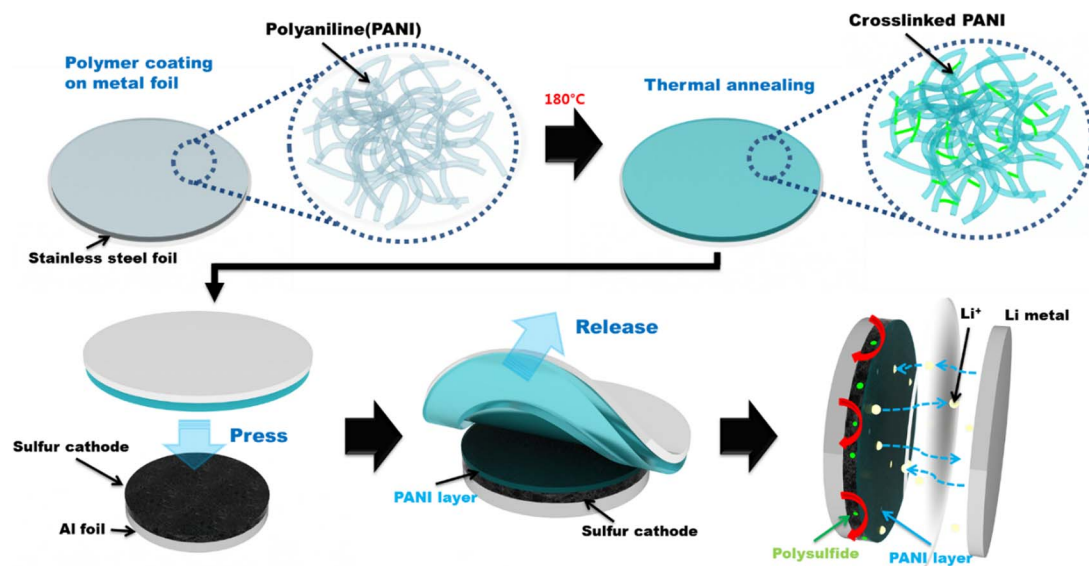 Polyaniline(PANI)
Polymer coating
on metal foil
Stainless steel foil
180°C
Thermal annealing
Crosslinked PANI
Press
Sulfur cathode
Al foil
Release
PANI layer
Sulfur cathode
Li⁺
Li metal
Polysulfide
PANI layer